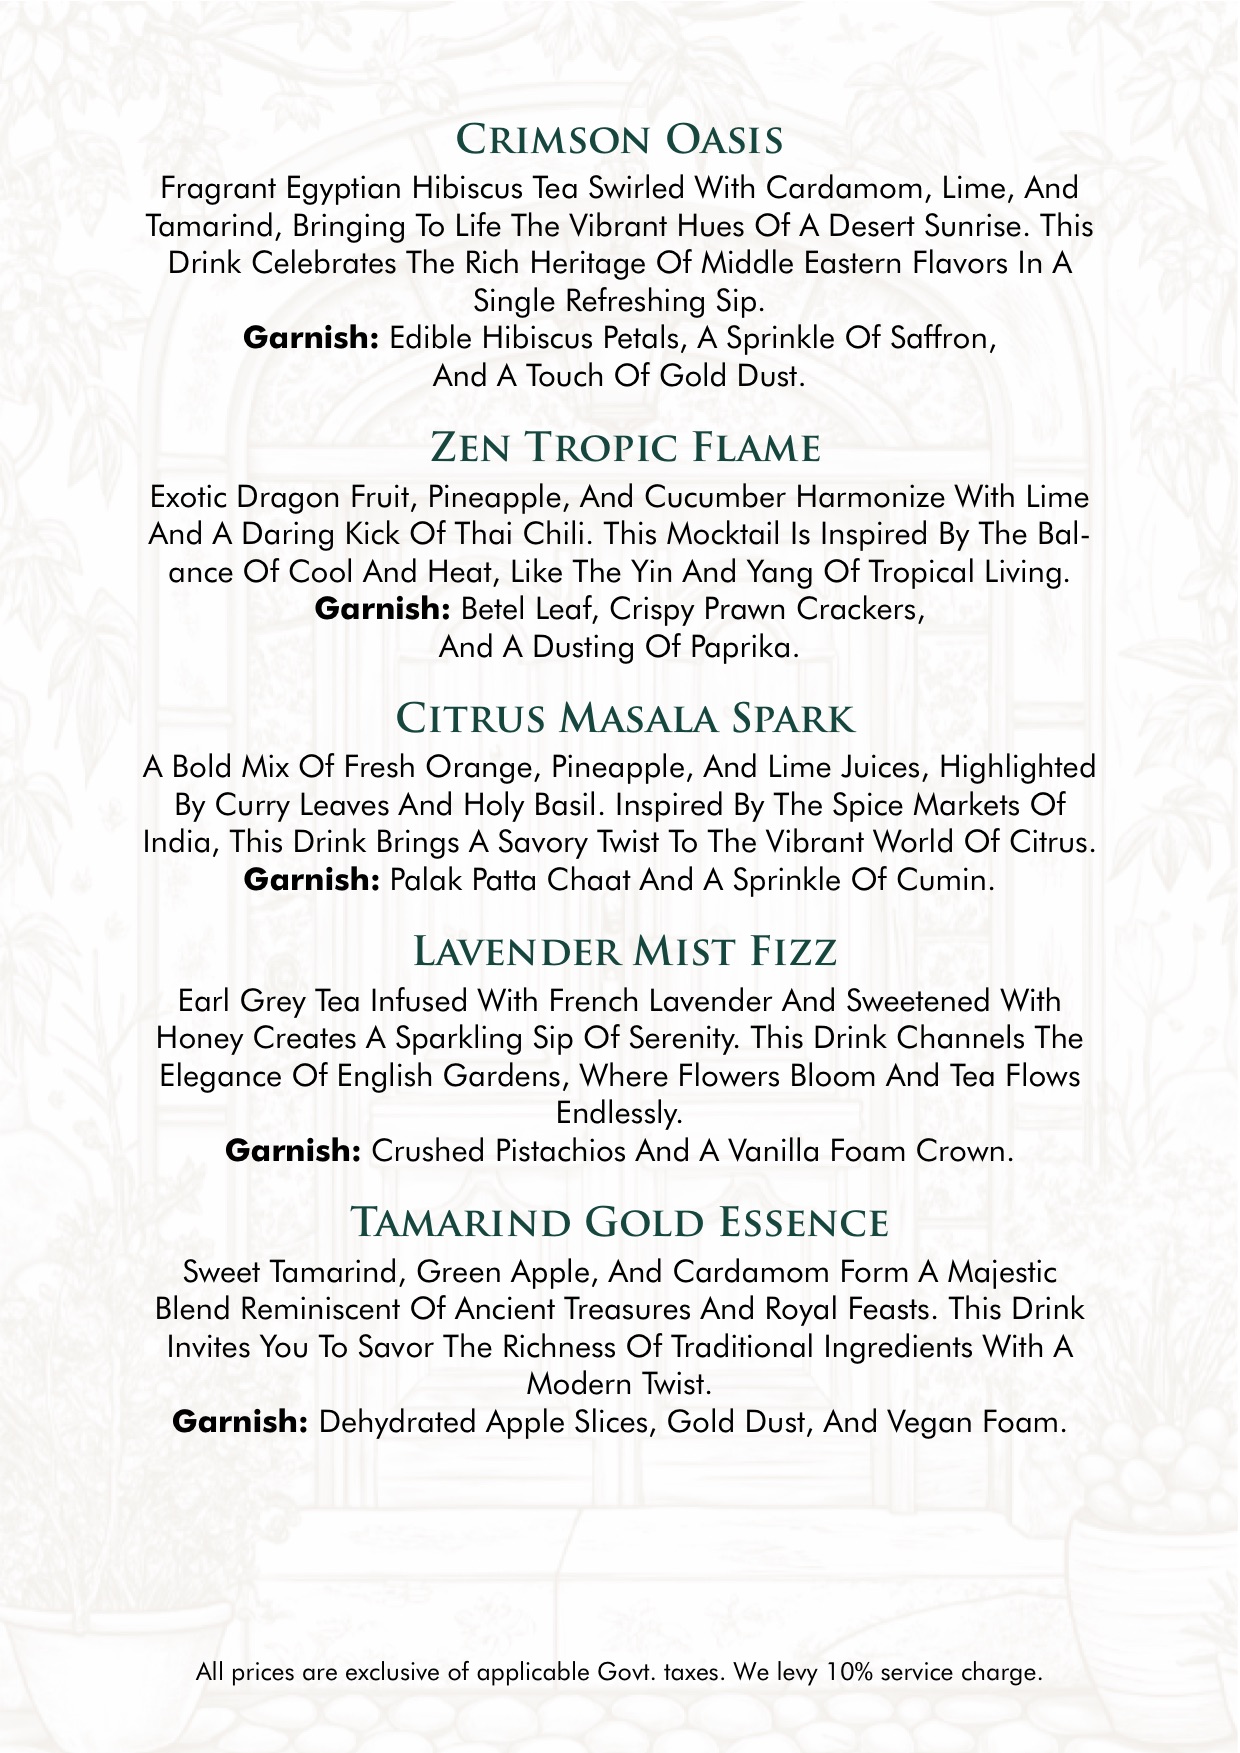 CRIMSON OASIS
Fragrant Egyptian Hibiscus Tea Swirled With Cardamom, Lime, And
Tamarind, Bringing To Life The Vibrant Hues Of A Desert Sunrise. This
Drink Celebrates The Rich Heritage Of Middle Eastern Flavors In A
Single Refreshing Sip.
Garnish: Edible Hibiscus Petals, A Sprinkle Of Saffron,
And A Touch Of Gold Dust.
ZEN TROPIC FLAME
Exotic Dragon Fruit, Pineapple, And Cucumber Harmonize With Lime
And A Daring Kick Of Thai Chili. This Mocktail Is Inspired By The Bal-
ance Of Cool And Heat, Like The Yin And Yang Of Tropical Living.
Garnish: Betel Leaf, Crispy Prawn Crackers,
And A Dusting Of Paprika.
CITRUS MASALA SPARK
A Bold Mix Of Fresh Orange, Pineapple, And Lime Juices, Highlighted
By Curry Leaves And Holy Basil. Inspired By The Spice Markets Of
India, This Drink Brings A Savory Twist To The Vibrant World Of Citrus.
Garnish: Palak Patta Chaat And A Sprinkle Of Cumin.
LAVENDER MIST FIZZ
Earl Grey Tea Infused With French Lavender And Sweetened With
Honey Creates A Sparkling Sip Of Serenity. This Drink Channels The
Elegance Of English Gardens, Where Flowers Bloom And Tea Flows
Endlessly.
Garnish: Crushed Pistachios And A Vanilla Foam Crown.
TAMARIND GOLD ESSENCE
Sweet Tamarind, Green Apple, And Cardamom Form A Majestic
Blend Reminiscent Of Ancient Treasures And Royal Feasts. This Drink
Invites You To Savor The Richness Of Traditional Ingredients With A
Modern Twist.
Garnish: Dehydrated Apple Slices, Gold Dust, And Vegan Foam.
All prices are exclusive of applicable Govt. taxes. We levy 10% service charge.